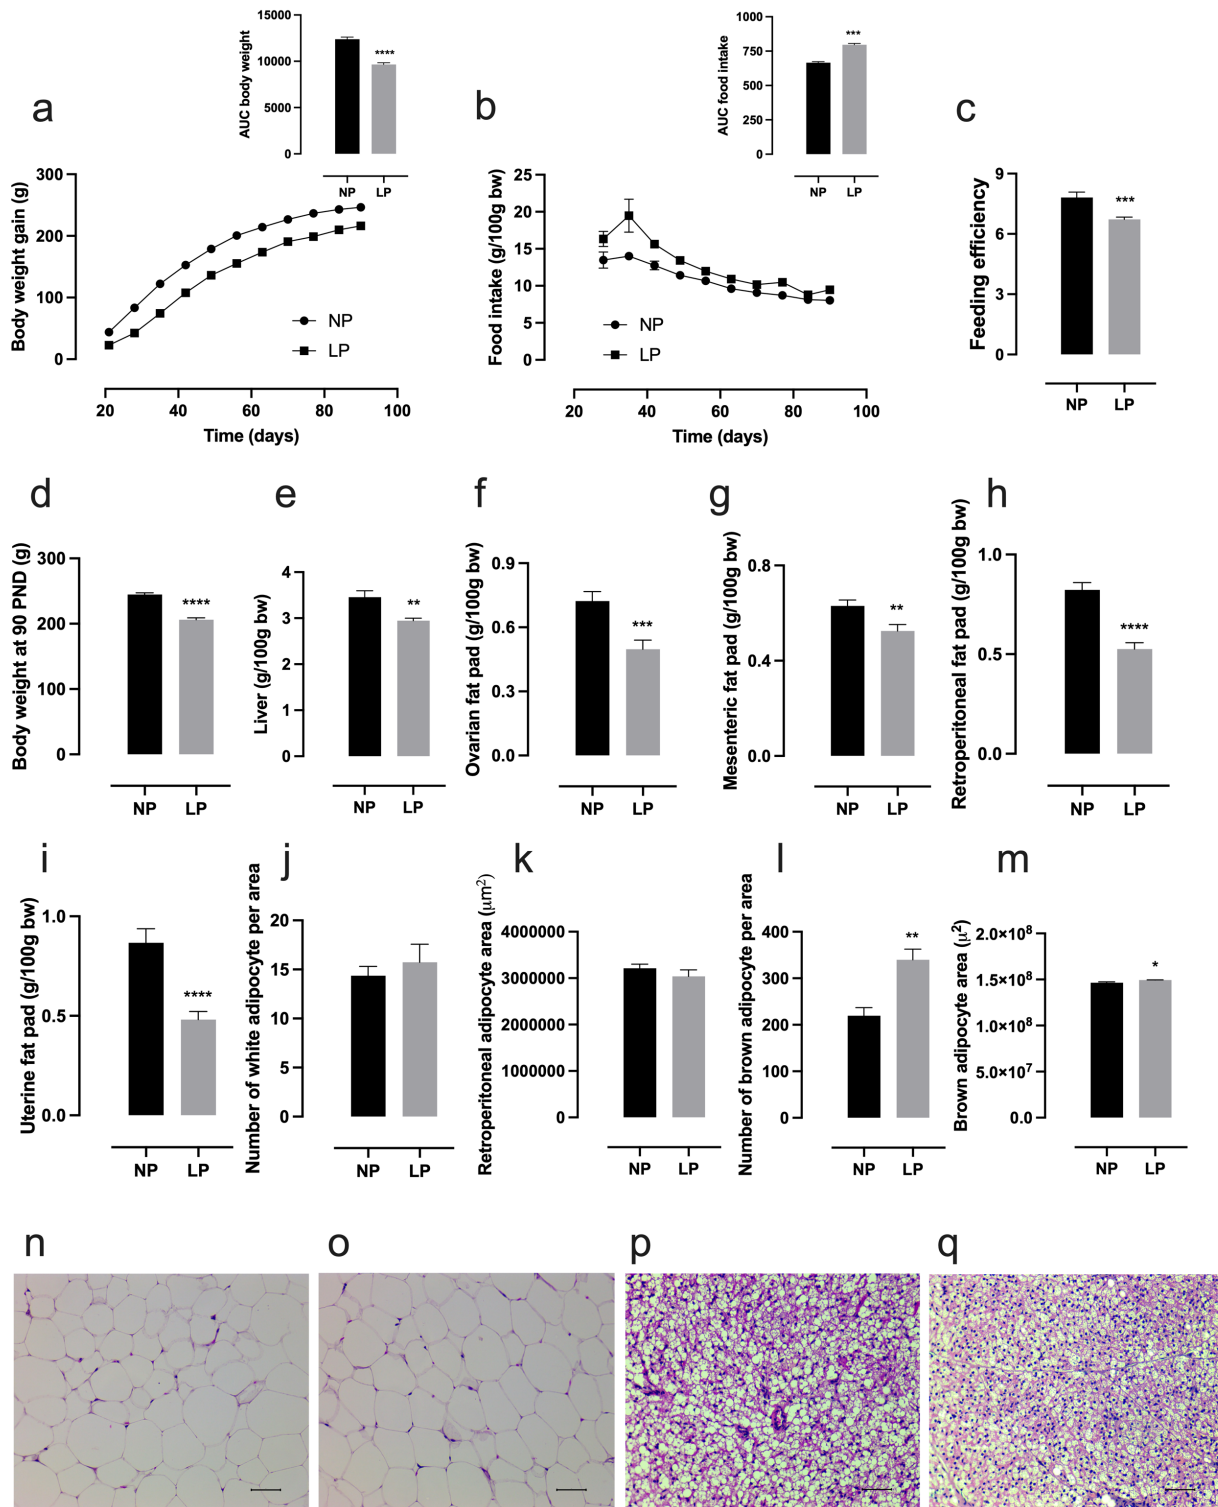 a
AUC body weight
15000
10000
5000
0
****
NP LP
Body weight gain (g)
300
200
100
0
NP
LP
20 40 60 80 100
Time (days)
b
AUC food intake
1000
750
500
250
0
***
NP LP
Food intake (g/100g bw)
25
20
15
10
5
0
NP
LP
20 40 60 80 100
Time (days)
c
Feeding efficiency
9
6
3
0
***
NP LP
d
Body weight at 90 PND (g)
300
200
100
0
****
NP LP
e
Liver (g/100g bw)
4
3
2
1
0
**
NP LP
f
Ovarian fat pad (g/100g bw)
0.9
0.6
0.3
0.0
***
NP LP
g
Mesenteric fat pad (g/100g bw)
0.8
0.4
0.0
**
NP LP
h
Retroperitoneal fat pad (g/100g bw)
1.0
0.5
0.0
****
NP LP
i
Uterine fat pad (g/100g bw)
1.0
0.5
0.0
****
NP LP
j
Number of white adipocyte per area
20
15
10
5
0
NP LP
k
Retroperitoneal adipocyte area (μm²)
4000000
3000000
2000000
1000000
0
NP LP
l
Number of brown adipocyte per area
400
300
200
100
0
**
NP LP
m
Brown adipocyte area (μ²)
2.0×10⁸
1.5×10⁸
1.0×10⁸
5.0×10⁷
0.0
*
NP LP
n
o
p
q